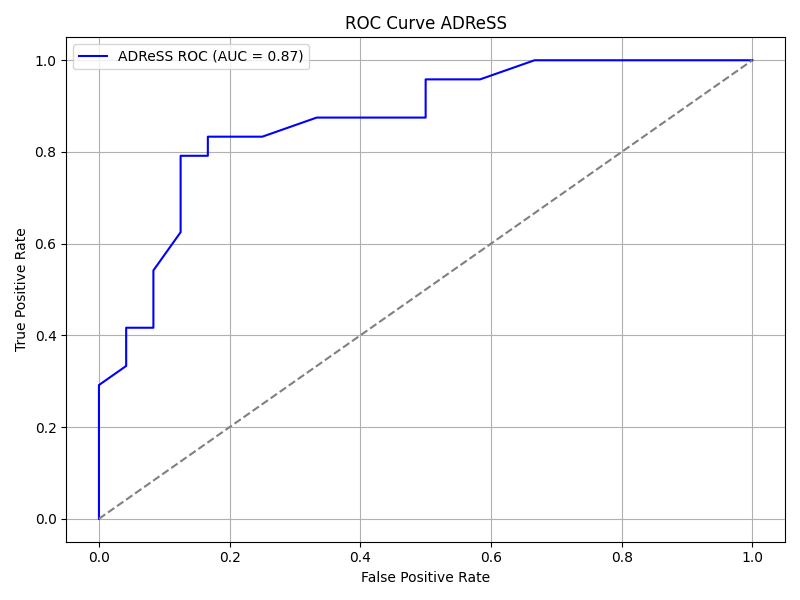 ROC Curve ADReSS
ADReSS ROC (AUC = 0.87)
True Positive Rate
1.0
0.8
0.6
0.4
0.2
0.0
0.0 0.2 0.4 0.6 0.8 1.0
False Positive Rate